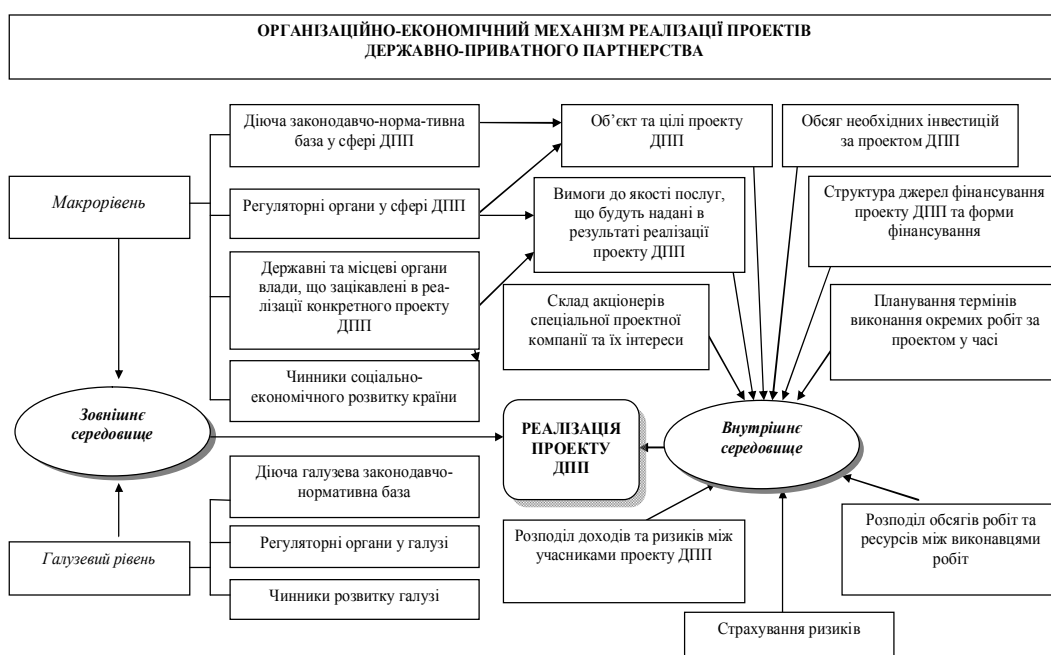 ОРГАНІЗАЦІЙНО-ЕКОНОМІЧНИЙ МЕХАНІЗМ РЕАЛІЗАЦІЇ ПРОЕКТІВ
ДЕРЖАВНО-ПРИВАТНОГО ПАРТНЕРСТВА
Макрорівень
Діюча законодавчо-норма-тивна
база у сфері ДПП
Регуляторні органи у сфері ДПП
Державні та місцеві органи
влади, що зацікавлені в реа-
лізації конкретного проекту
ДПП
Чинники соціально-
економічного розвитку країни
Об’єкт та цілі проекту
ДПП
Вимоги до якості послуг,
що будуть надані в
результаті реалізації
проекту ДПП
Склад акціонерів
спеціальної проектної
компанії та їх інтереси
Обсяг необхідних інвестицій
за проектом ДПП
Структура джерел фінансування
проекту ДПП та форми
фінансування
Планування термінів
виконання окремих робіт за
проектом у часі
Зовнішнє
середовище
РЕАЛІЗАЦІЯ
ПРОЕКТУ
ДПП
Внутрішнє
середовище
Галузевий рівень
Діюча галузева законодавчо-
нормативна база
Регуляторні органи у галузі
Чинники розвитку галузі
Розподіл доходів та ризиків між
учасниками проекту ДПП
Розподіл обсягів робіт та
ресурсів між виконавцями
робіт
Страхування ризиків